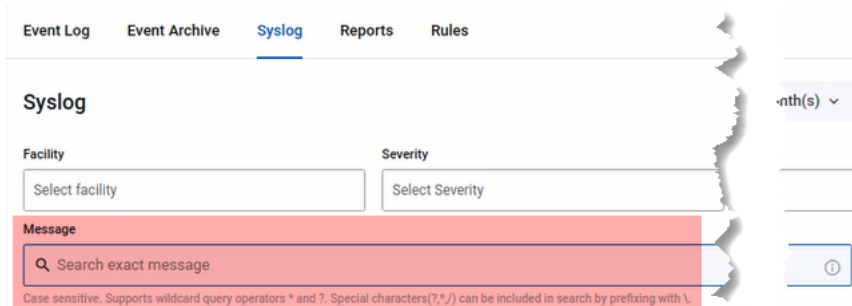 Event Log Event Archive Syslog Reports Rules
Syslog
nth(s)
Facility Severity
Select facility Select Severity
Message
Search exact message
Case sensitive. Supports wildcard query operators * and ?. Special characters(?,*,/) can be included in search by prefixing with \.